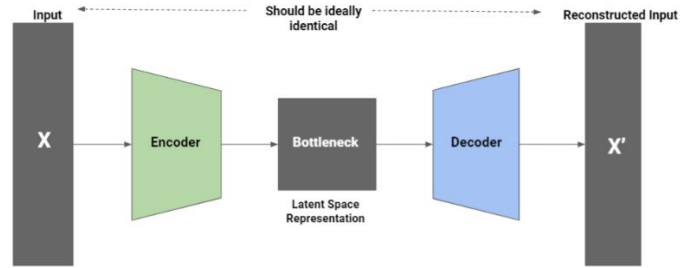 Input
Should be ideally
identical
Reconstructed Input
X
Encoder
Bottleneck
Decoder
X'
Latent Space
Representation